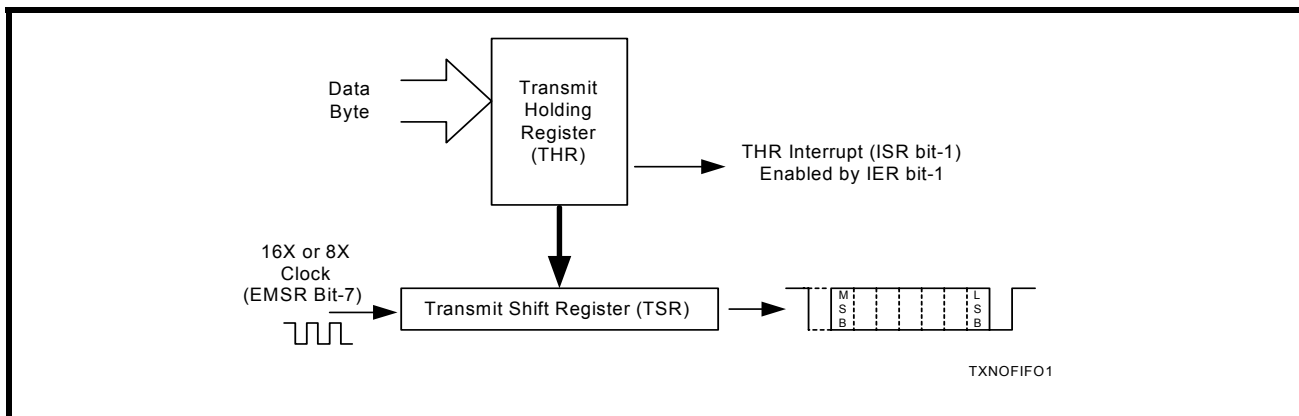 Data
Byte
Transmit
Holding
Register
(THR)
THR Interrupt (ISR bit-1)
Enabled by IER bit-1
16X or 8X
Clock
(EMSR Bit-7)
Transmit Shift Register (TSR)
M
S
B
L
S
B
TXNOFIFO1